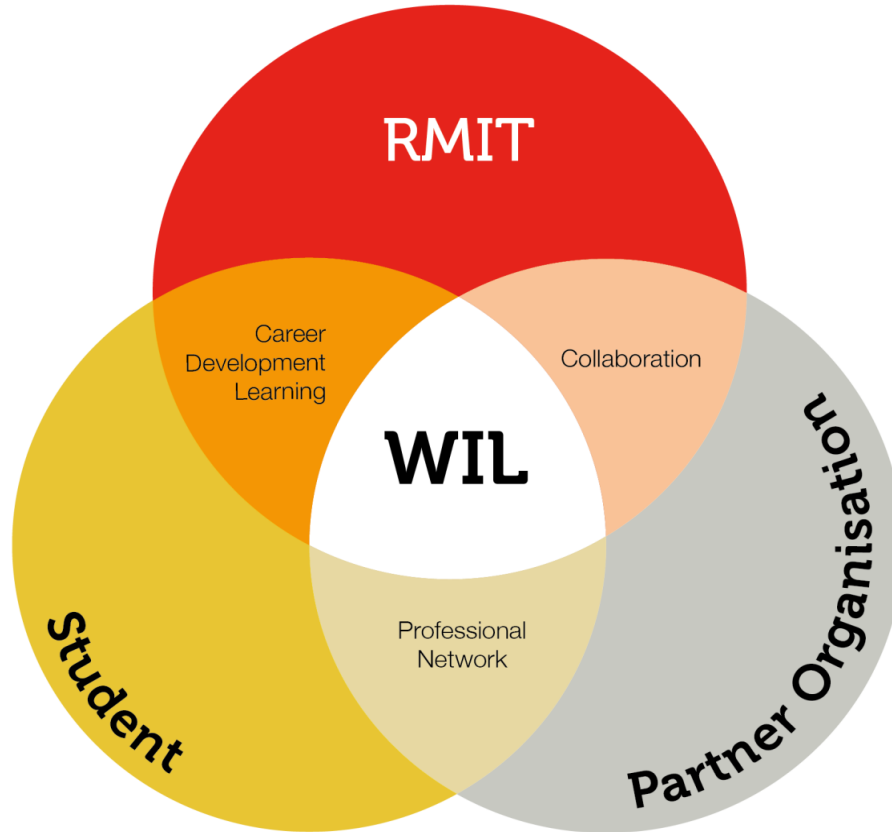 RMIT
Career
Development
Learning
Collaboration
WIL
Professional
Network
Student
Partner Organisation